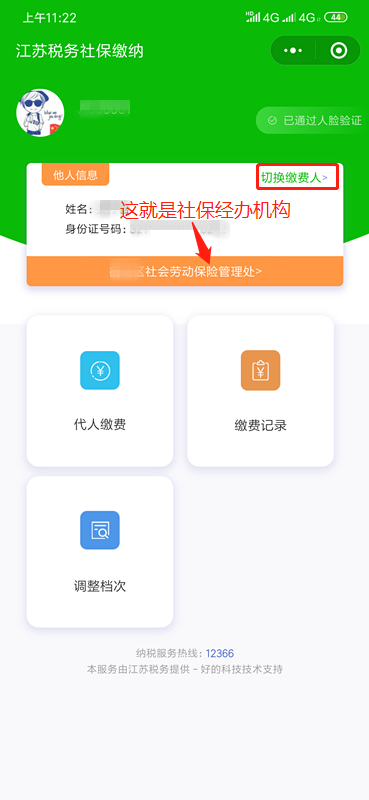 上午11:22
HD 4G 4G 44
江苏税务社保缴纳
已通过人脸验证
他人信息
切换缴费人>
姓名:
这就是社保经办机构
身份证号码:
社会劳动保险管理处>
代人缴费
缴费记录
调整档次
纳税服务热线: 12366
本服务由江苏税务提供 - 好的科技技术支持